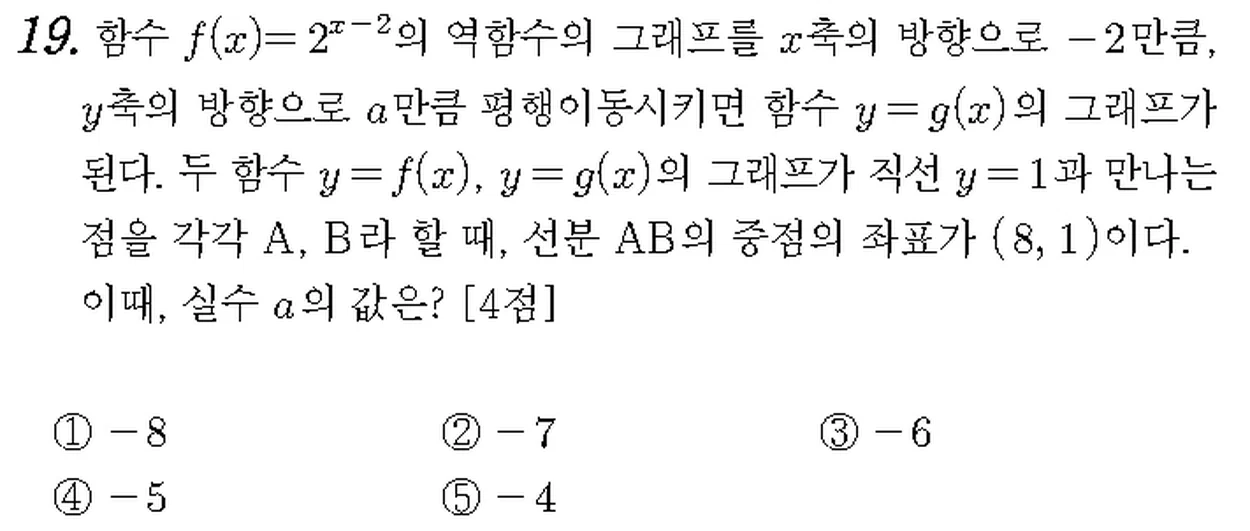 19. 함수 f(x)=2^{x-2}의 역함수의 그래프를 x축의 방향으로 -2만큼,
y축의 방향으로 a만큼 평행이동시키면 함수 y=g(x)의 그래프가
된다. 두 함수 y=f(x), y=g(x)의 그래프가 직선 y=1과 만나는
점을 각각 A, B라 할 때, 선분 AB의 중점의 좌표가 (8, 1)이다.
이때, 실수 a의 값은? [4점]
① -8 ② -7 ③ -6
④ -5 ⑤ -4